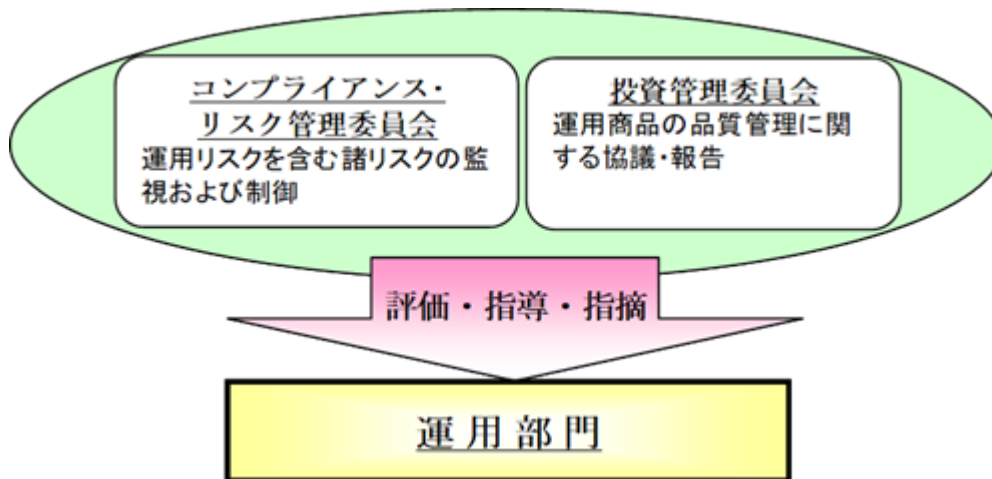 コンプライアンス・
リスク管理委員会
運用リスクを含む諸リスクの監
視および制御
投資管理委員会
運用商品の品質管理に関
する協議・報告
評価・指導・指摘
運用部門